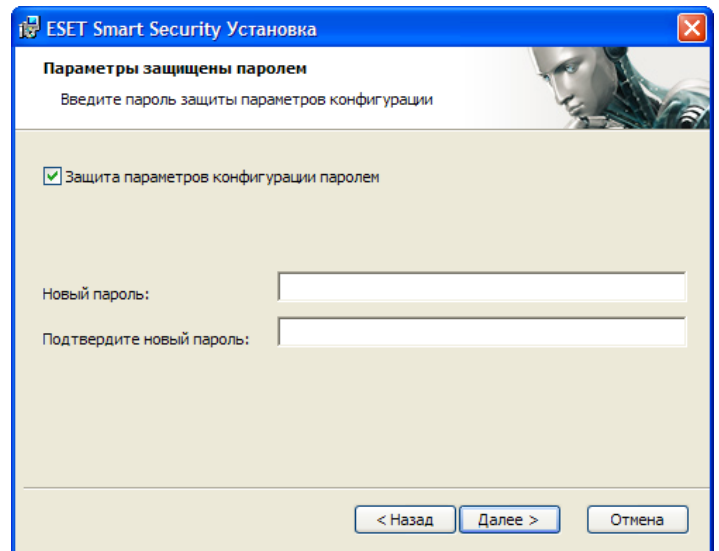 ESET Smart Security Установка
Параметры защищены паролем
Введите пароль защиты параметров конфигурации
Защита параметров конфигурации паролем
Новый пароль:
Подтвердите новый пароль:
< Назад Далее > Отмена